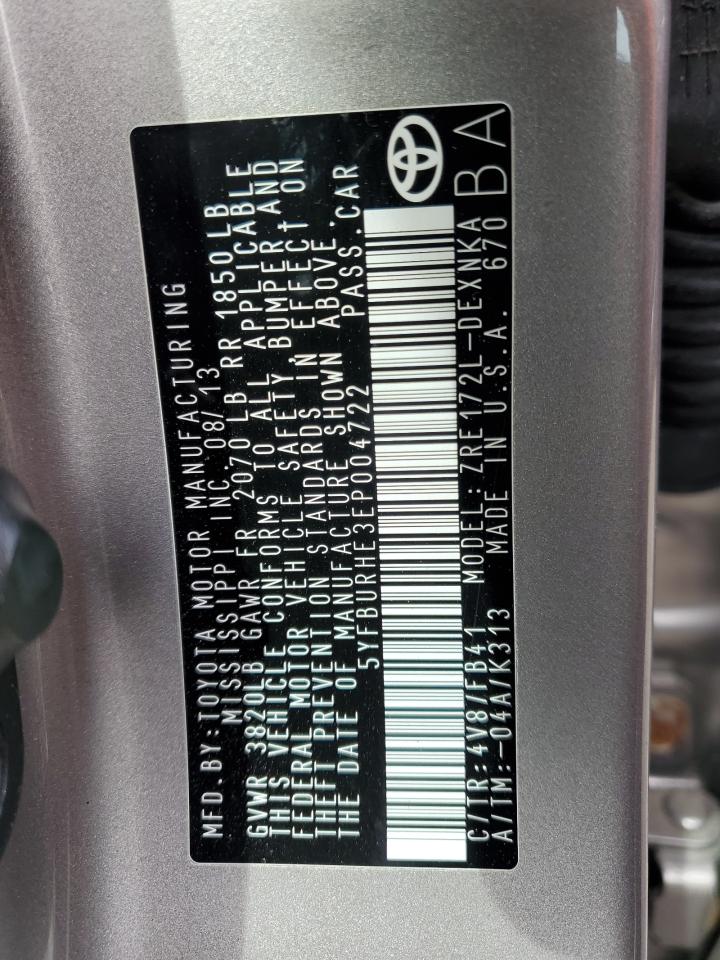 MFD.BY:TOYOTA MOTOR MANUFACTURING
MISSISSIPPI INC.08/13
GVWR 3820LB GAWR FR 2070LB RR 1850LB
THIS VEHICLE CONFORMS TO ALL APPLICABLE
FEDERAL MOTOR VEHICLE SAFETY,BUMPER AND
THEFT PREVENTION STANDARDS IN EFFECT ON
THE DATE OF MANUFACTURE SHOWN ABOVE.
5YFBURHE3EP004722 PASS.CAR
C/TR:4V8/FB41 MODEL:ZRE172L-DEXNKA
A/TM:-04A/K313 MADE IN U.S.A. 670
BA